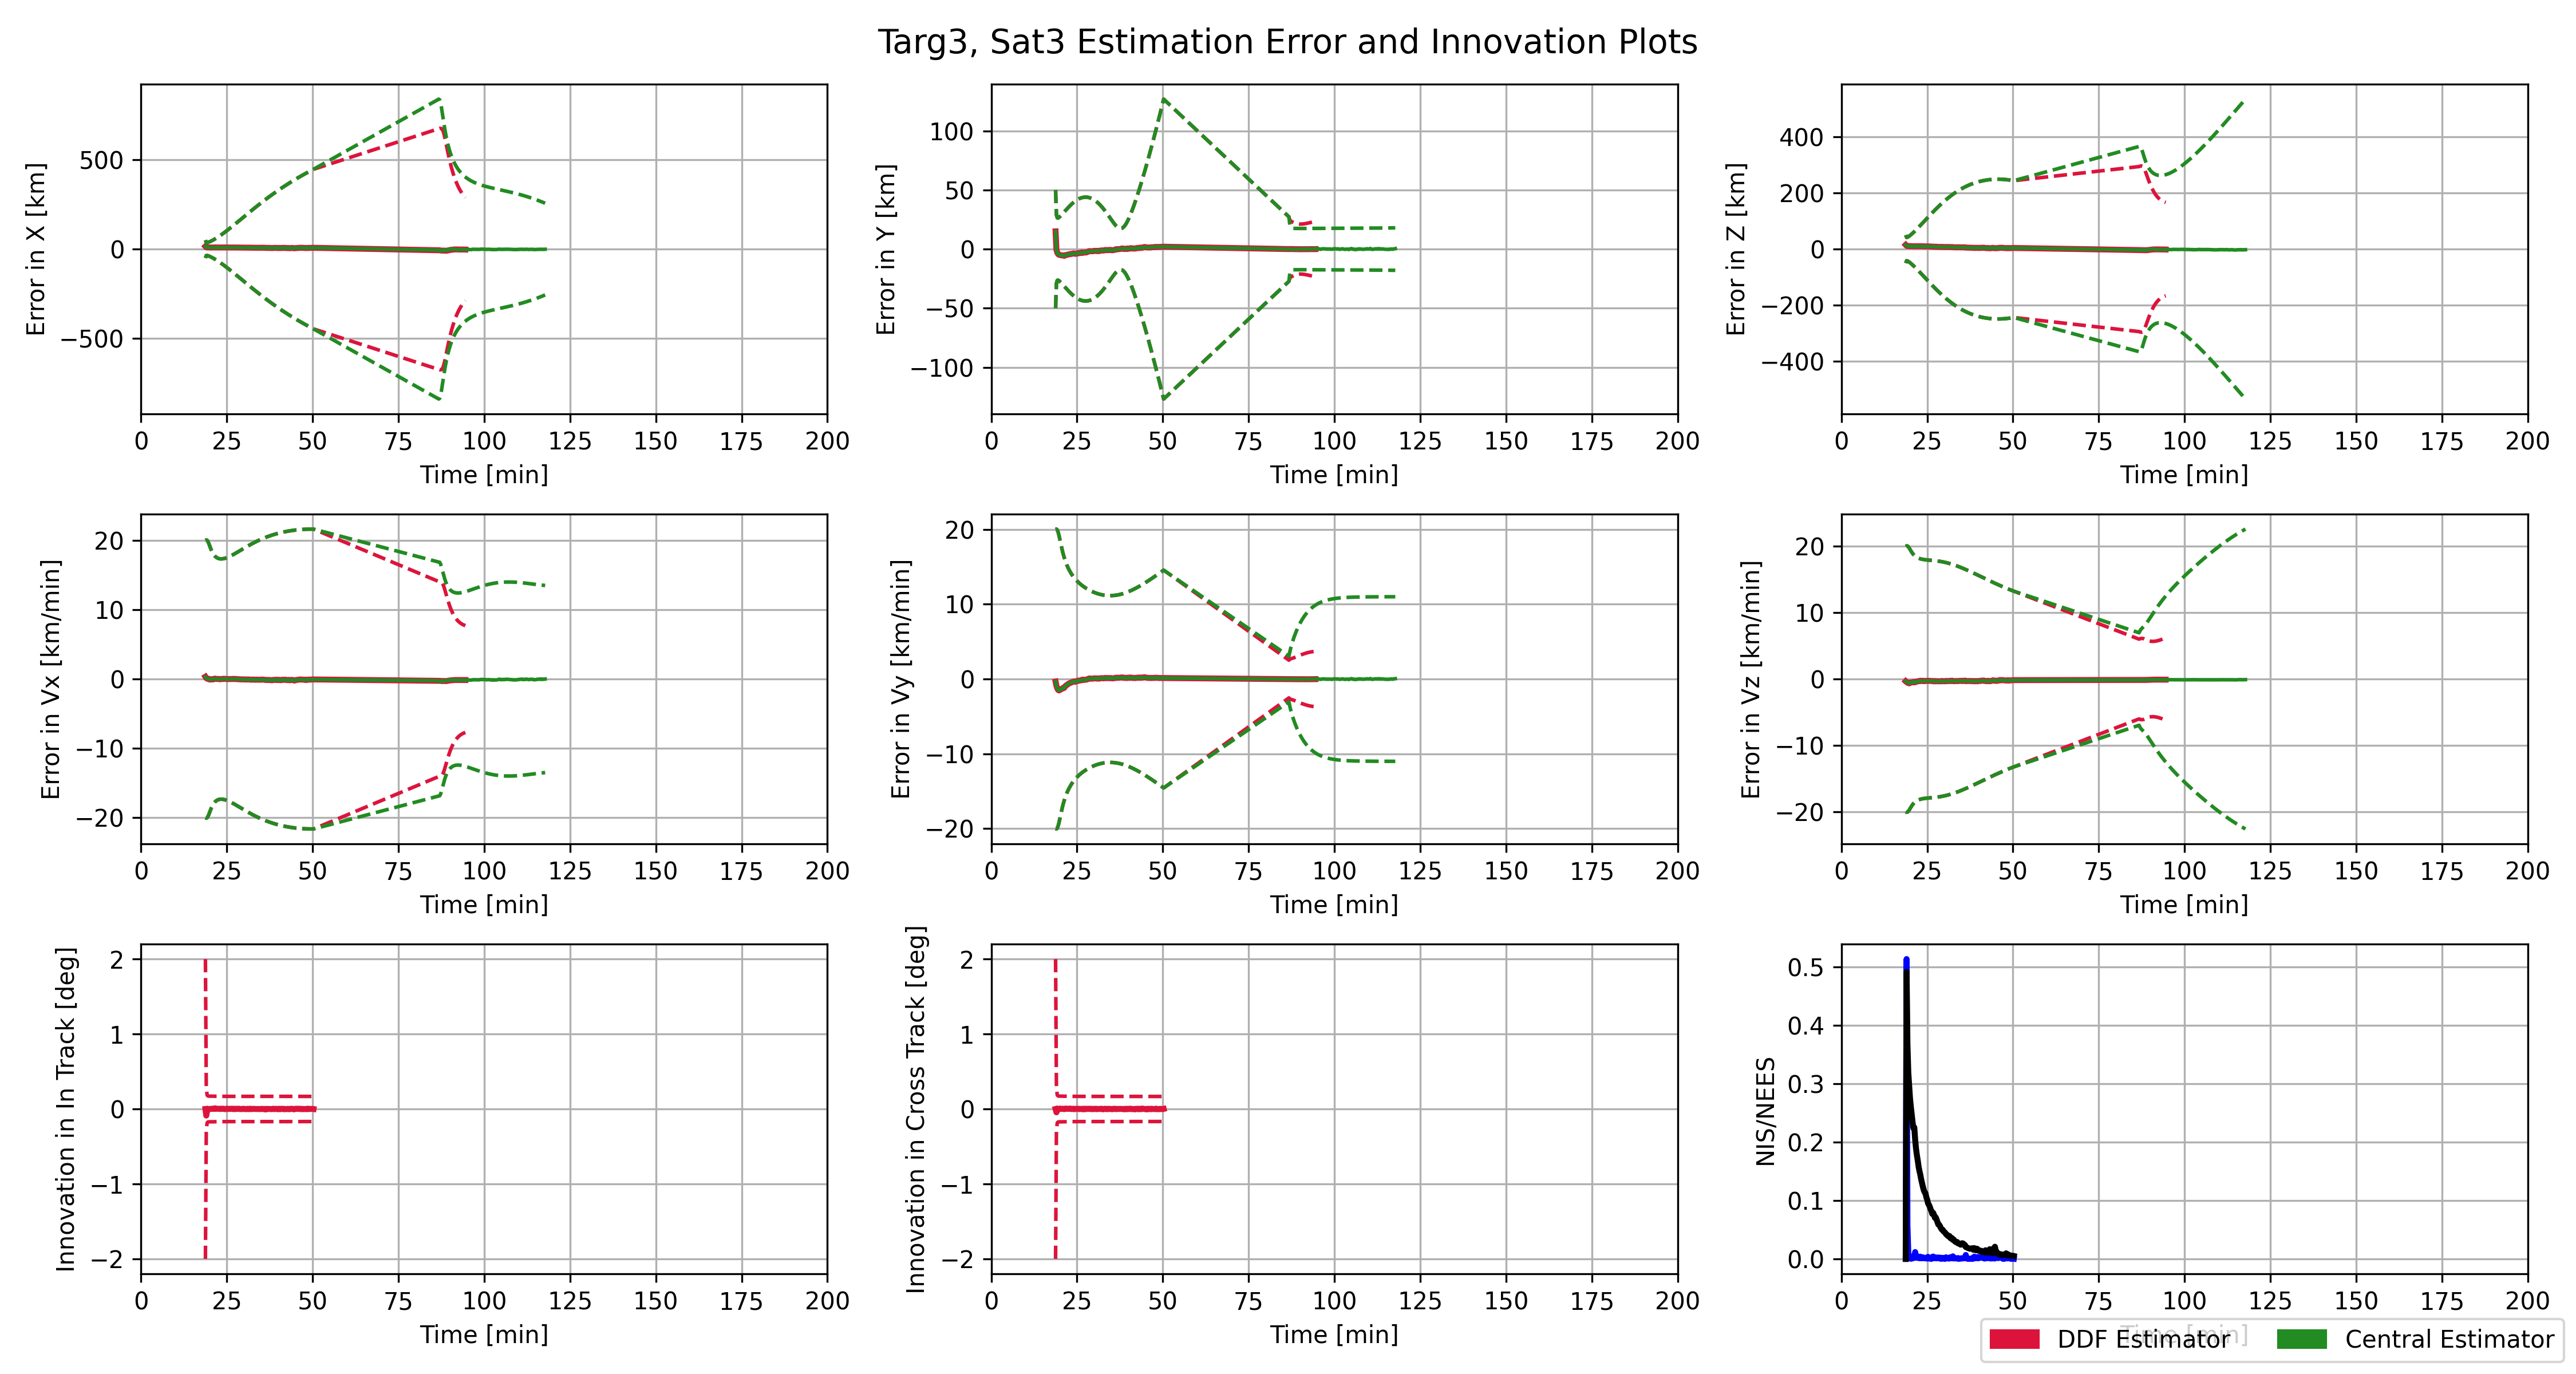 Targ3, Sat3 Estimation Error and Innovation Plots
Error in X [km]
500
0
−500
0 25 50 75 100 125 150 175 200
Time [min]
Error in Y [km]
100
50
0
−50
−100
0 25 50 75 100 125 150 175 200
Time [min]
Error in Z [km]
400
200
0
−200
−400
0 25 50 75 100 125 150 175 200
Time [min]
Error in Vx [km/min]
20
10
0
−10
−20
0 25 50 75 100 125 150 175 200
Time [min]
Error in Vy [km/min]
20
10
0
−10
−20
0 25 50 75 100 125 150 175 200
Time [min]
Error in Vz [km/min]
20
10
0
−10
−20
0 25 50 75 100 125 150 175 200
Time [min]
Innovation in In Track [deg]
2
1
0
−1
−2
0 25 50 75 100 125 150 175 200
Time [min]
Innovation in Cross Track [deg]
2
1
0
−1
−2
0 25 50 75 100 125 150 175 200
Time [min]
NIS/NEES
0.5
0.4
0.3
0.2
0.1
0.0
0 25 50 75 100 125 150 175 200
Time [min]
DDF Estimator Central Estimator